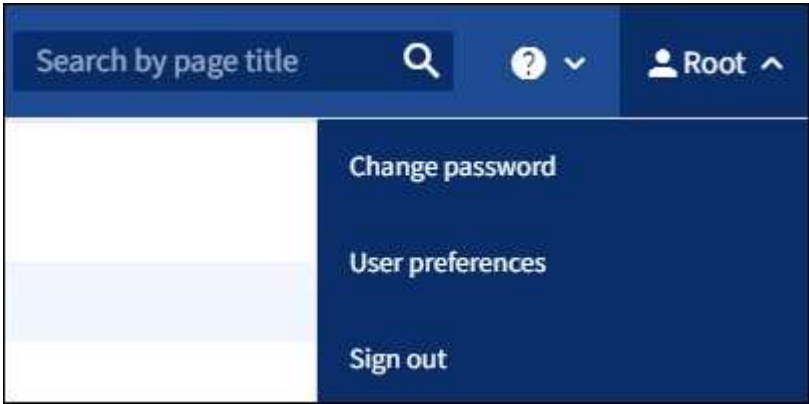 Search by page title
Root
Change password
User preferences
Sign out